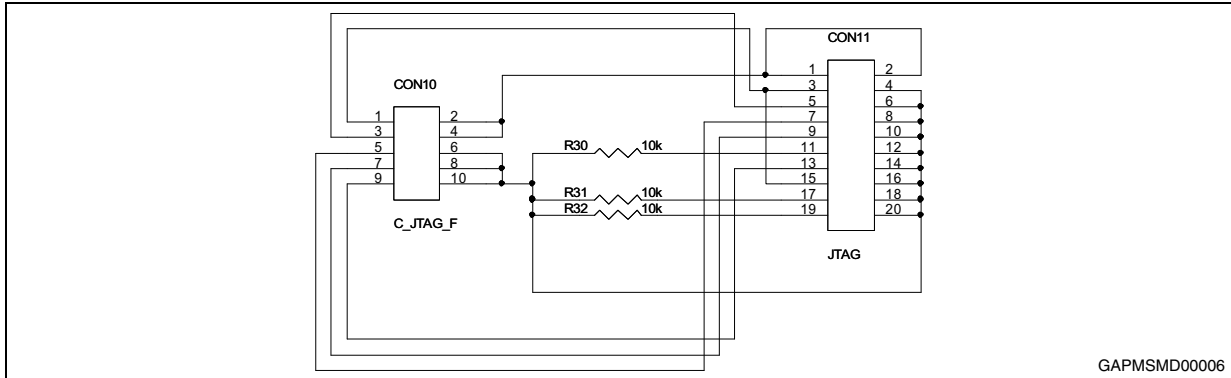 CON11
1 2
3 4
5 6
7 8
9 10
11 12
13 14
15 16
17 18
19 20
JTAG
CON10
1 2
3 4
5 6
7 8
9 10
C_JTAG_F
R30 10k
R31 10k
R32 10k
GAPMSMD00006